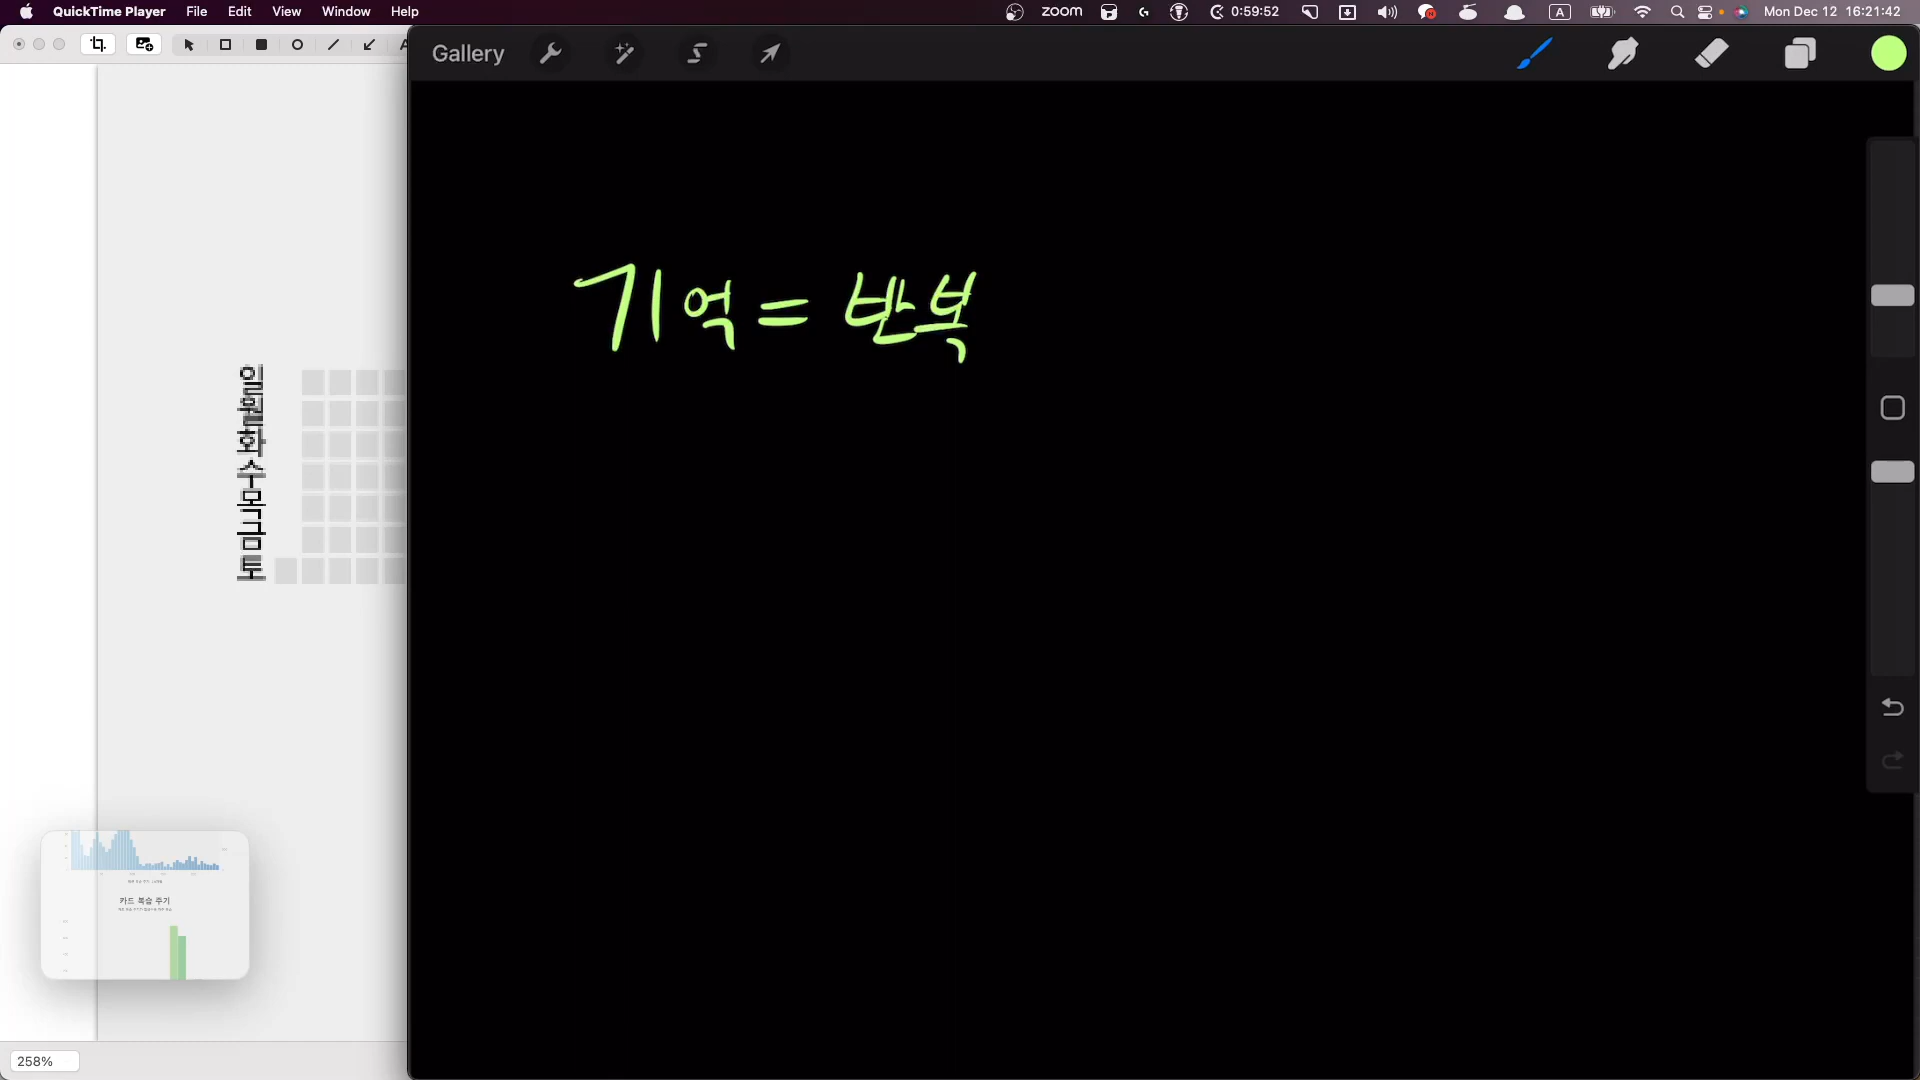 QuickTime Player File Edit View Window Help
zoom 0:59:52 A Mon Dec 12 16:21:42
Gallery
기억 = 반복
일
월
화
수
목
금
토
카드 복습 주기
258%